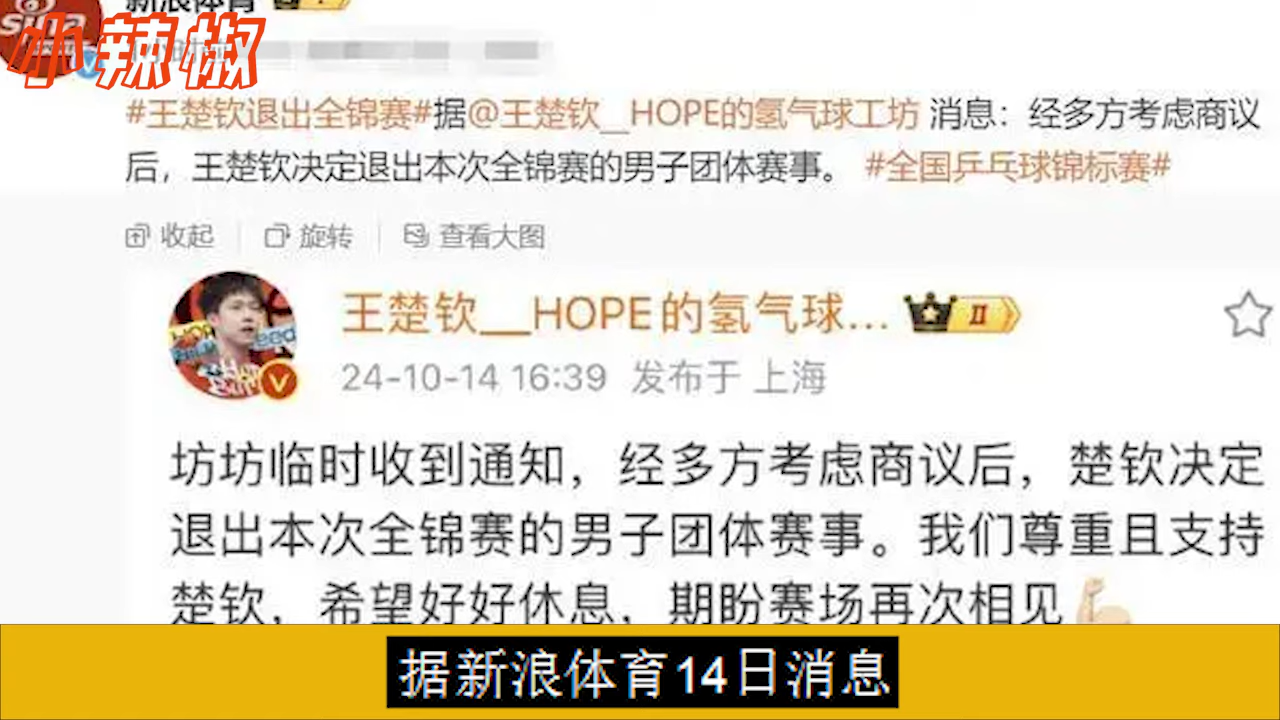 新浪体育
sina
小辣椒
#王楚钦退出全锦赛#据@王楚钦__HOPE的氢气球工坊 消息：经多方考虑商议
后，王楚钦决定退出本次全锦赛的男子团体赛事。 #全国乒乓球锦标赛#
收起 旋转 查看大图
王楚钦__HOPE的氢气球... II
24-10-14 16:39 发布于 上海
坊坊临时收到通知，经多方考虑商议后，楚钦决定
退出本次全锦赛的男子团体赛事。我们尊重且支持
楚钦，希望好好休息，期盼赛场再次相见💪🏻
据新浪体育14日消息